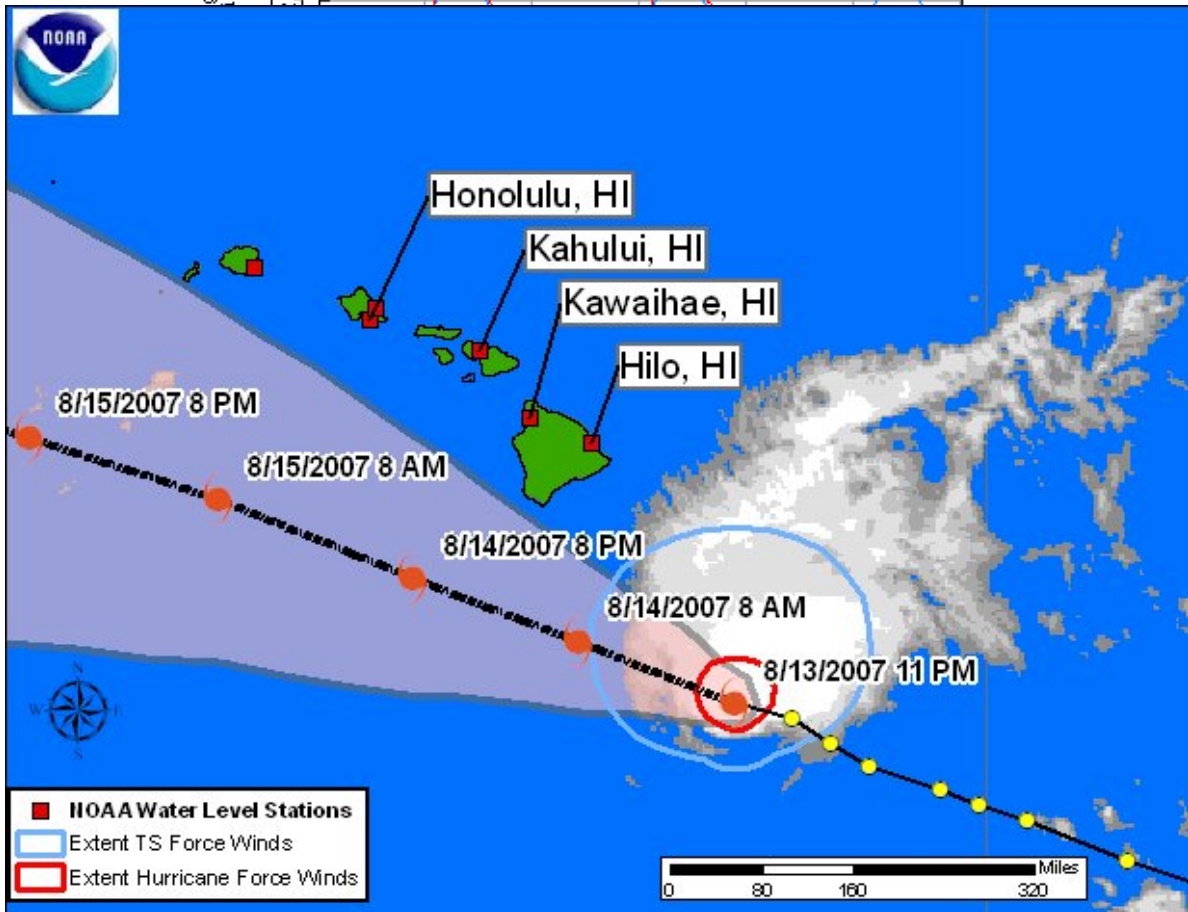 NOAA
Honolulu, HI
Kahului, HI
Kawaihae, HI
Hilo, HI
8/15/2007 8 PM
8/15/2007 8 AM
8/14/2007 8 PM
8/14/2007 8 AM
8/13/2007 11 PM
N
W E
S
NOAA Water Level Stations
Extent TS Force Winds
Extent Hurricane Force Winds
Miles
0 80 160 320